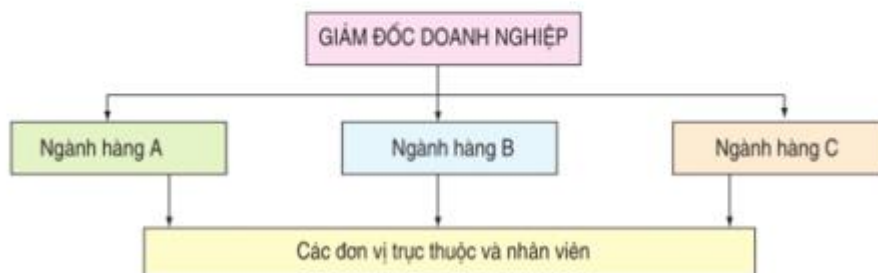 GIÁM ĐỐC DOANH NGHIỆP
Ngành hàng A
Ngành hàng B
Ngành hàng C
Các đơn vị trực thuộc và nhân viên